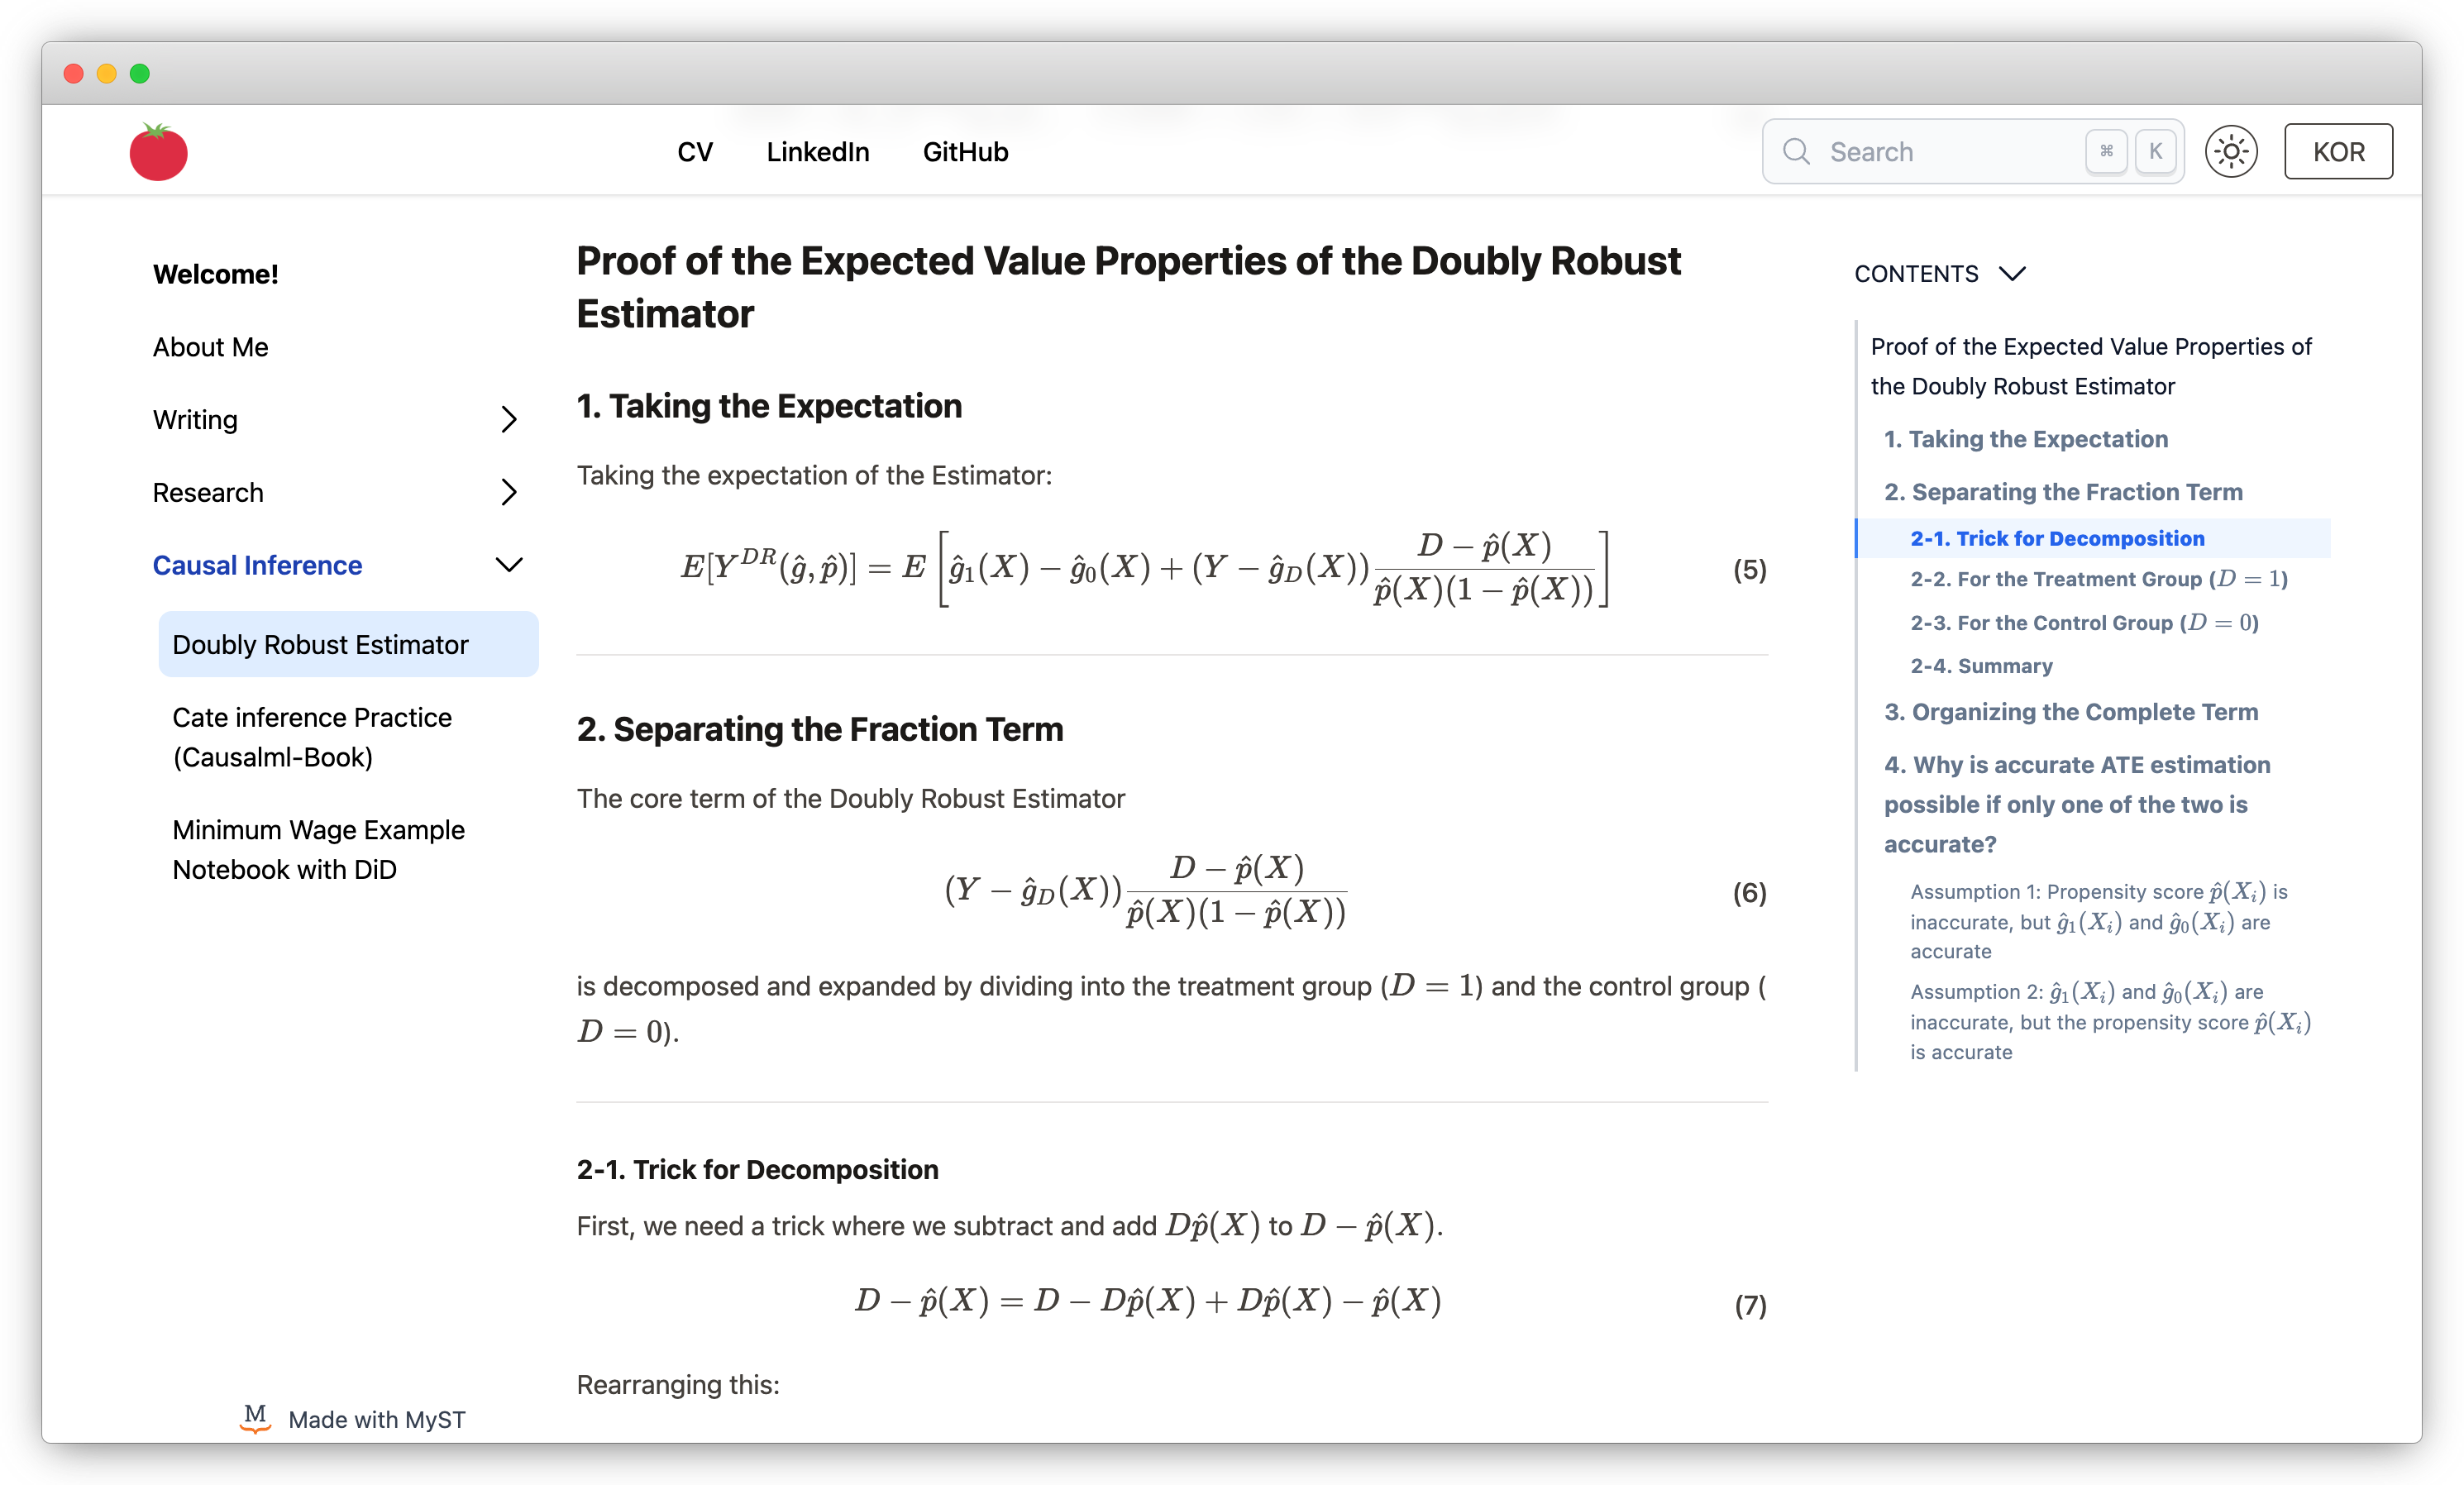 CV LinkedIn GitHub
Search
⌘ K
KOR
Welcome!
About Me
Writing
Research
Causal Inference
Doubly Robust Estimator
Cate inference Practice
(Causalml-Book)
Minimum Wage Example
Notebook with DiD
M Made with MyST
Proof of the Expected Value Properties of the Doubly Robust
Estimator
1. Taking the Expectation
Taking the expectation of the Estimator:
$E[Y^{DR}(\hat{g}, \hat{p})] = E\left[\hat{g}_1(X) - \hat{g}_0(X) + (Y - \hat{g}_D(X))\frac{D - \hat{p}(X)}{\hat{p}(X)(1 - \hat{p}(X))}\right]$ (5)
2. Separating the Fraction Term
The core term of the Doubly Robust Estimator
$(Y - \hat{g}_D(X))\frac{D - \hat{p}(X)}{\hat{p}(X)(1 - \hat{p}(X))}$ (6)
is decomposed and expanded by dividing into the treatment group ($D = 1$) and the control group (
$D = 0$).
2-1. Trick for Decomposition
First, we need a trick where we subtract and add $D\hat{p}(X)$ to $D - \hat{p}(X)$.
$D - \hat{p}(X) = D - D\hat{p}(X) + D\hat{p}(X) - \hat{p}(X)$ (7)
Rearranging this:
CONTENTS
Proof of the Expected Value Properties of
the Doubly Robust Estimator
1. Taking the Expectation
2. Separating the Fraction Term
2-1. Trick for Decomposition
2-2. For the Treatment Group ($D = 1$)
2-3. For the Control Group ($D = 0$)
2-4. Summary
3. Organizing the Complete Term
4. Why is accurate ATE estimation
possible if only one of the two is
accurate?
Assumption 1: Propensity score $\hat{p}(X_i)$ is
inaccurate, but $\hat{g}_1(X_i)$ and $\hat{g}_0(X_i)$ are
accurate
Assumption 2: $\hat{g}_1(X_i)$ and $\hat{g}_0(X_i)$ are
inaccurate, but the propensity score $\hat{p}(X_i)$
is accurate